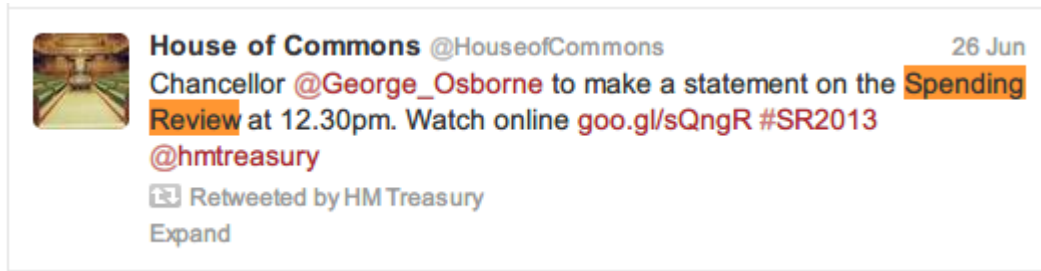 House of Commons @HouseofCommons 26 Jun
Chancellor @George_Osborne to make a statement on the Spending
Review at 12.30pm. Watch online goo.gl/sQngR #SR2013
@hmtreasury
Retweeted by HM Treasury
Expand